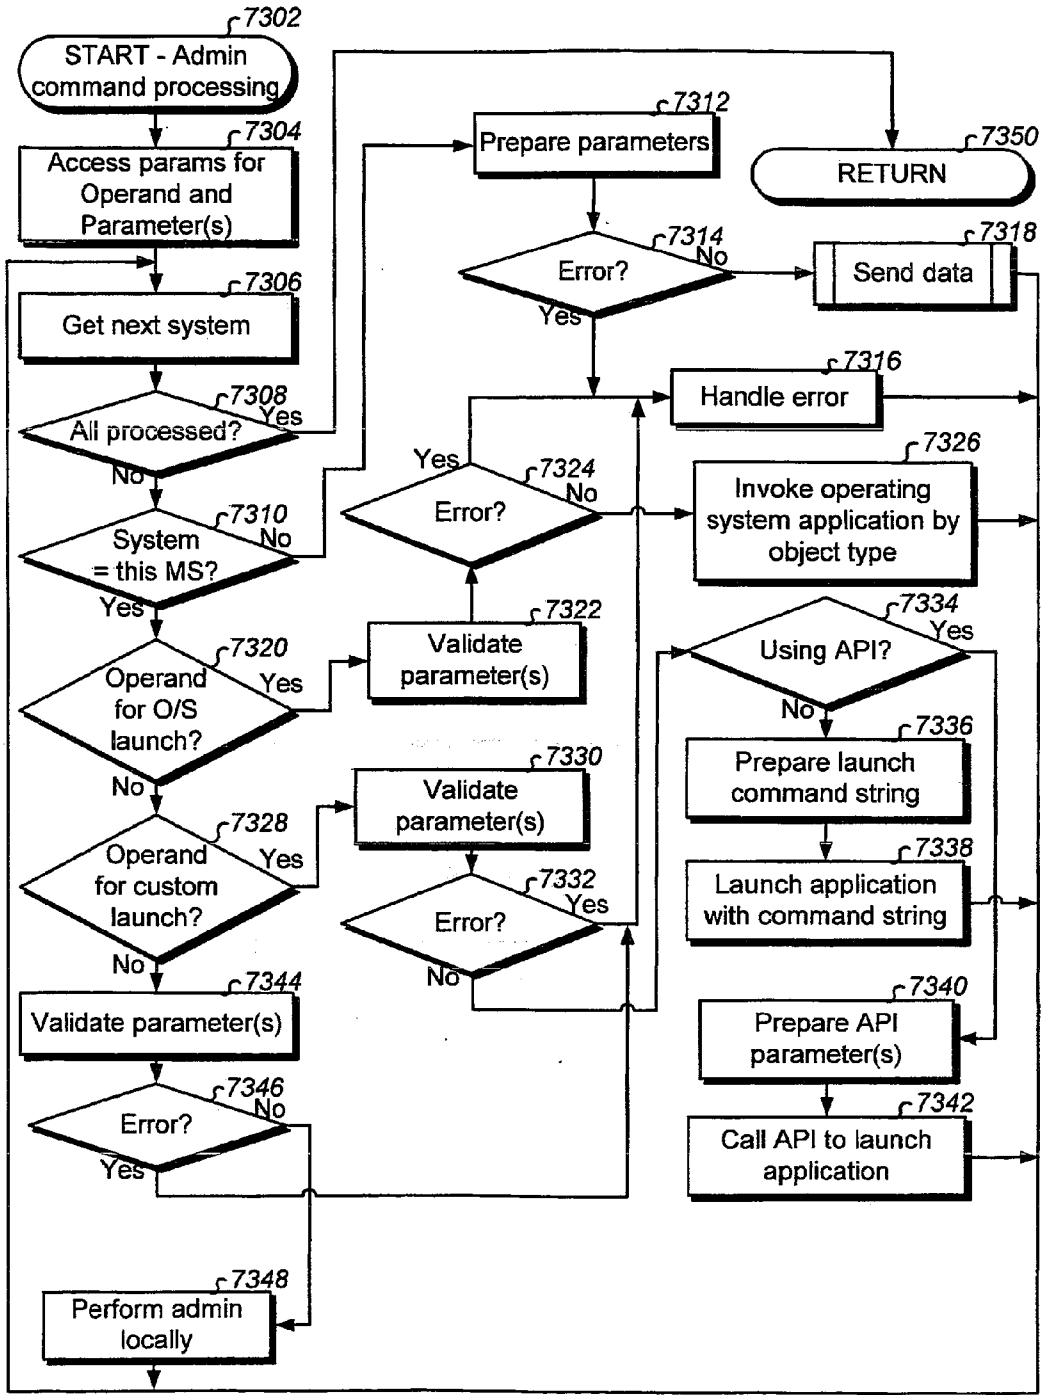 7302
START - Admin
command processing
7304
Access params for
Operand and
Parameter(s)
7306
Get next system
7308
All processed?
Yes
No
7310
System
= this MS?
No
Yes
7320
Operand
for O/S
launch?
Yes
No
7328
Operand
for custom
launch?
Yes
No
7344
Validate parameter(s)
7346
Error?
No
Yes
7348
Perform admin
locally
7312
Prepare parameters
7314
Error?
No
Yes
7316
Handle error
7318
Send data
7350
RETURN
7324
Error?
Yes
No
7322
Validate
parameter(s)
7326
Invoke operating
system application by
object type
7330
Validate
parameter(s)
7332
Error?
Yes
No
7334
Using API?
Yes
No
7336
Prepare launch
command string
7338
Launch application
with command string
7340
Prepare API
parameter(s)
7342
Call API to launch
application